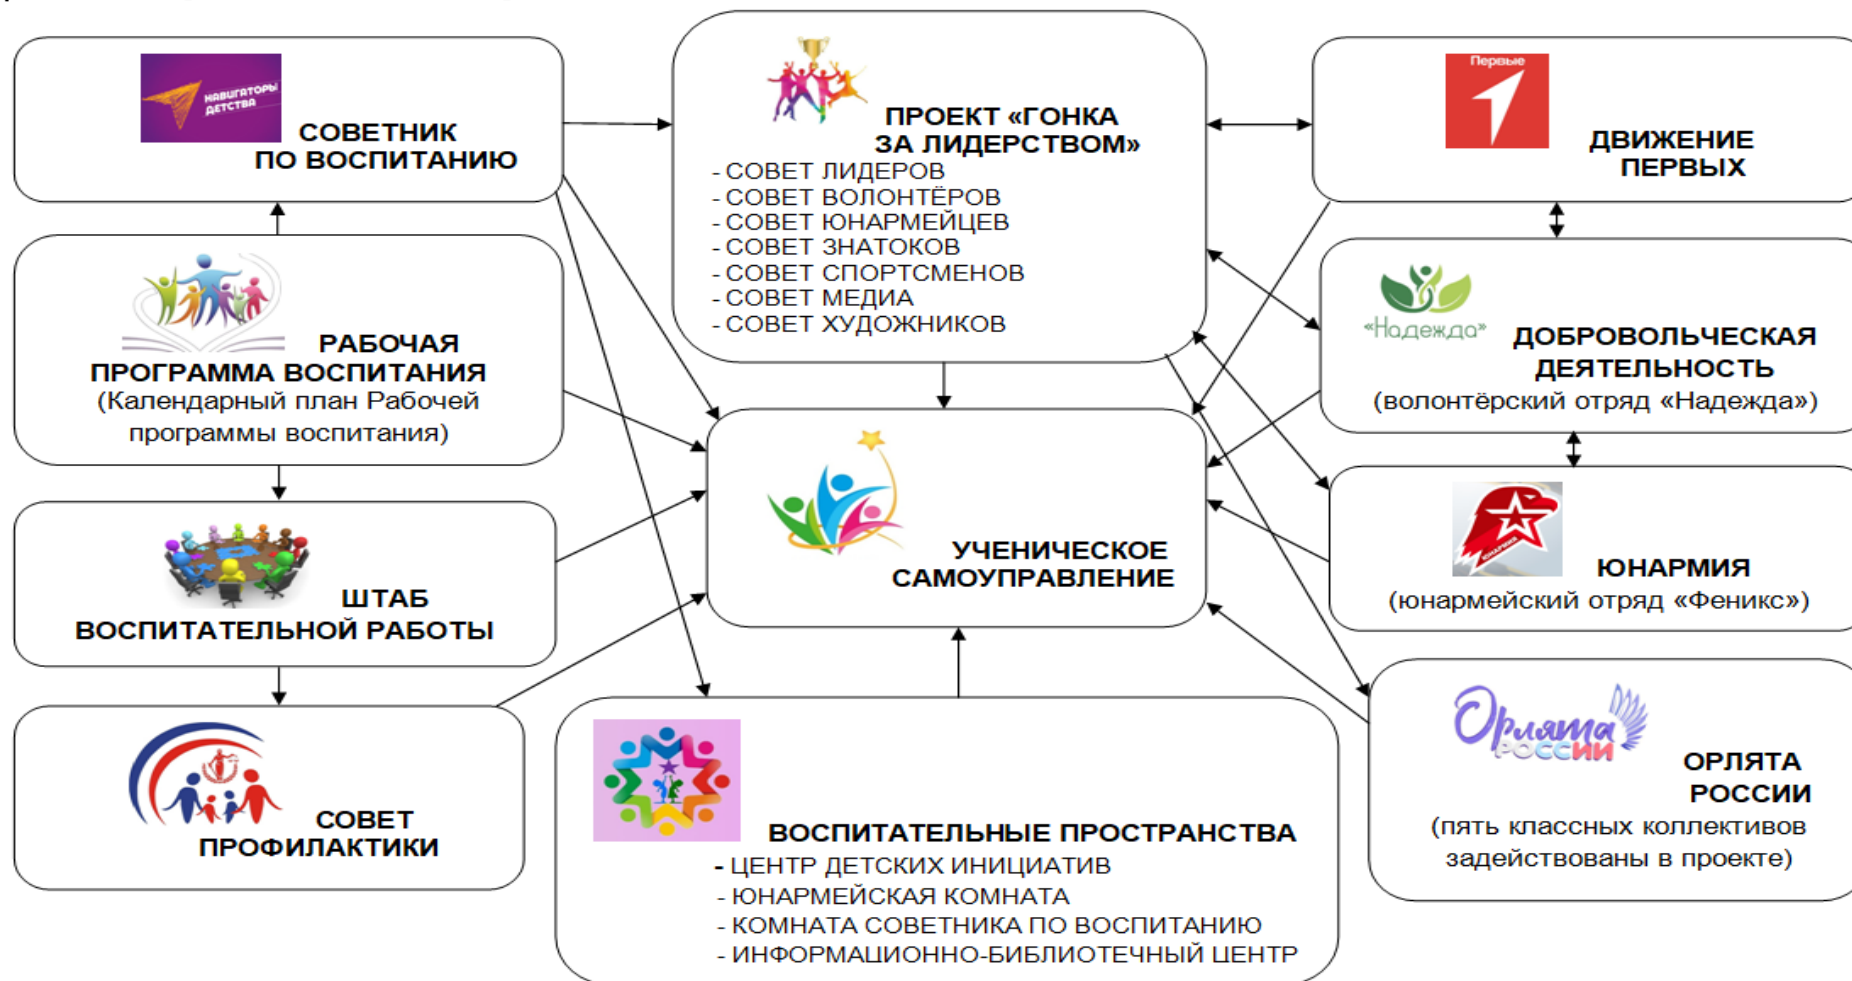 НАВИГАТОРЫ
ДЕТСТВА
СОВЕТНИК
ПО ВОСПИТАНИЮ
ПРОЕКТ «ГОНКА
ЗА ЛИДЕРСТВОМ»
- СОВЕТ ЛИДЕРОВ
- СОВЕТ ВОЛОНТЁРОВ
- СОВЕТ ЮНАРМЕЙЦЕВ
- СОВЕТ ЗНАТОКОВ
- СОВЕТ СПОРТСМЕНОВ
- СОВЕТ МЕДИА
- СОВЕТ ХУДОЖНИКОВ
Первые
ДВИЖЕНИЕ
ПЕРВЫХ
РАБОЧАЯ
ПРОГРАММА ВОСПИТАНИЯ
(Календарный план Рабочей
программы воспитания)
«Надежда»
ДОБРОВОЛЬЧЕСКАЯ
ДЕЯТЕЛЬНОСТЬ
(волонтёрский отряд «Надежда»)
ШТАБ
ВОСПИТАТЕЛЬНОЙ РАБОТЫ
УЧЕНИЧЕСКОЕ
САМОУПРАВЛЕНИЕ
ЮНАРМИЯ
ЮНАРМИЯ
(юнармейский отряд «Феникс»)
СОВЕТ
ПРОФИЛАКТИКИ
ВОСПИТАТЕЛЬНЫЕ ПРОСТРАНСТВА
- ЦЕНТР ДЕТСКИХ ИНИЦИАТИВ
- ЮНАРМЕЙСКАЯ КОМНАТА
- КОМНАТА СОВЕТНИКА ПО ВОСПИТАНИЮ
- ИНФОРМАЦИОННО-БИБЛИОТЕЧНЫЙ ЦЕНТР
Орлята
РОССИИ
ОРЛЯТА
РОССИИ
(пять классных коллективов
задействованы в проекте)